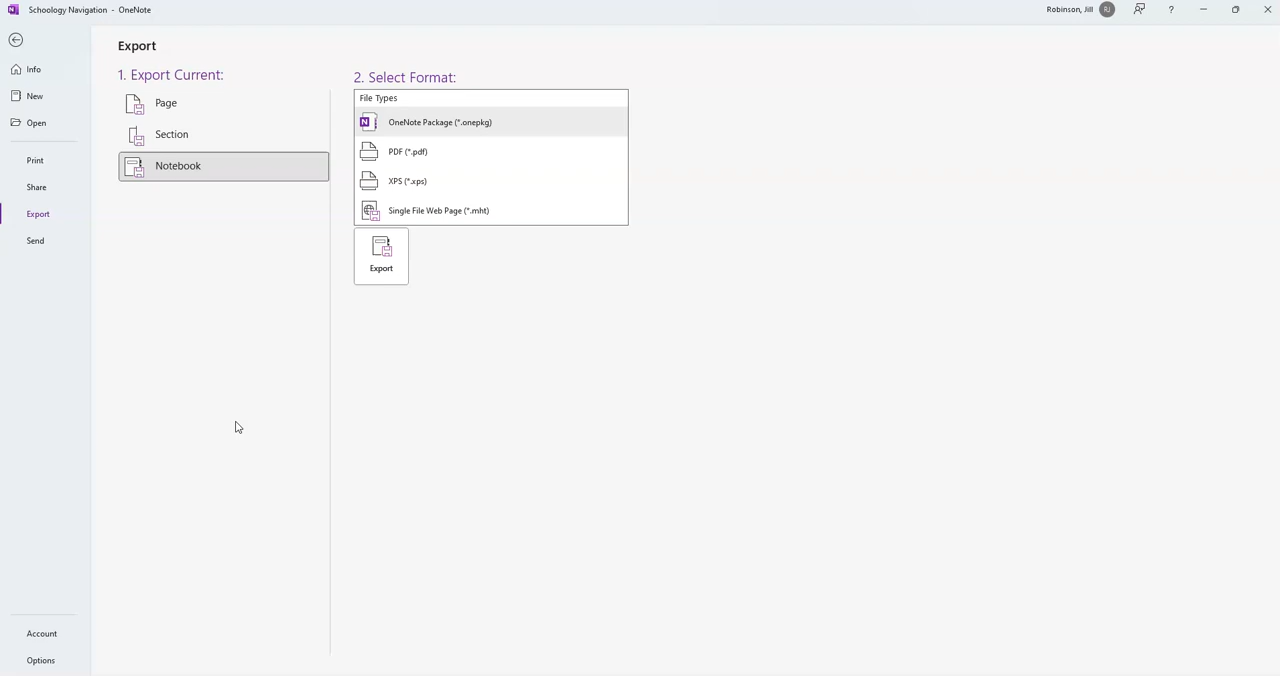 Schoology Navigation - OneNote
Robinson, Jill
RJ
?
Export
Info
New
Open
Print
Share
Export
Send
Account
Options
1. Export Current:
Page
Section
Notebook
2. Select Format:
File Types
OneNote Package (*.onepkg)
PDF (*.pdf)
XPS (*.xps)
Single File Web Page (*.mht)
Export